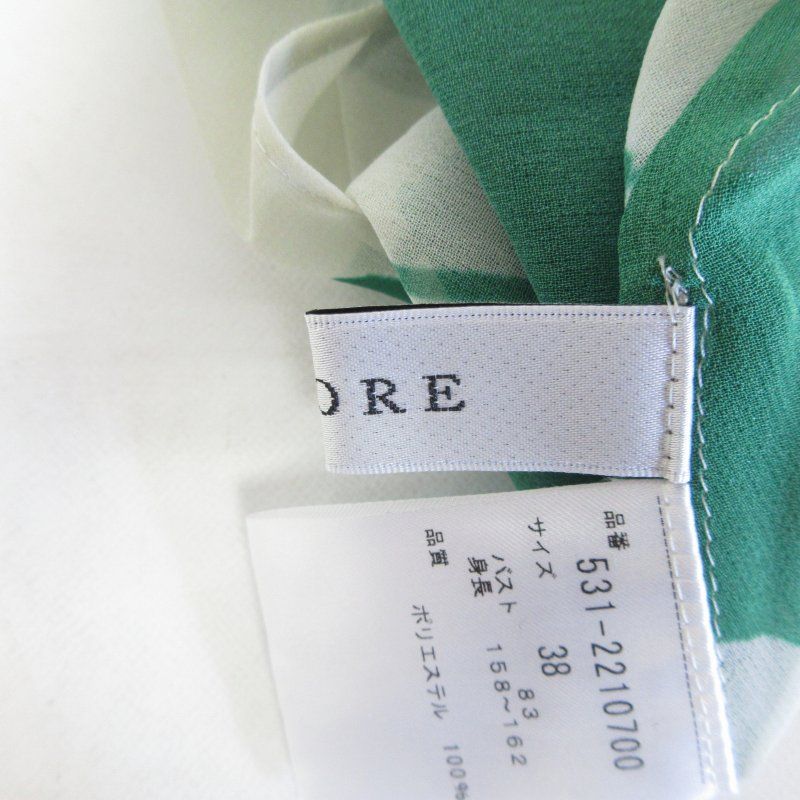 ORE
品番 531-2210700
サイズ 38
バスト 83
身長 158~162
品質 ポリエステル 100%